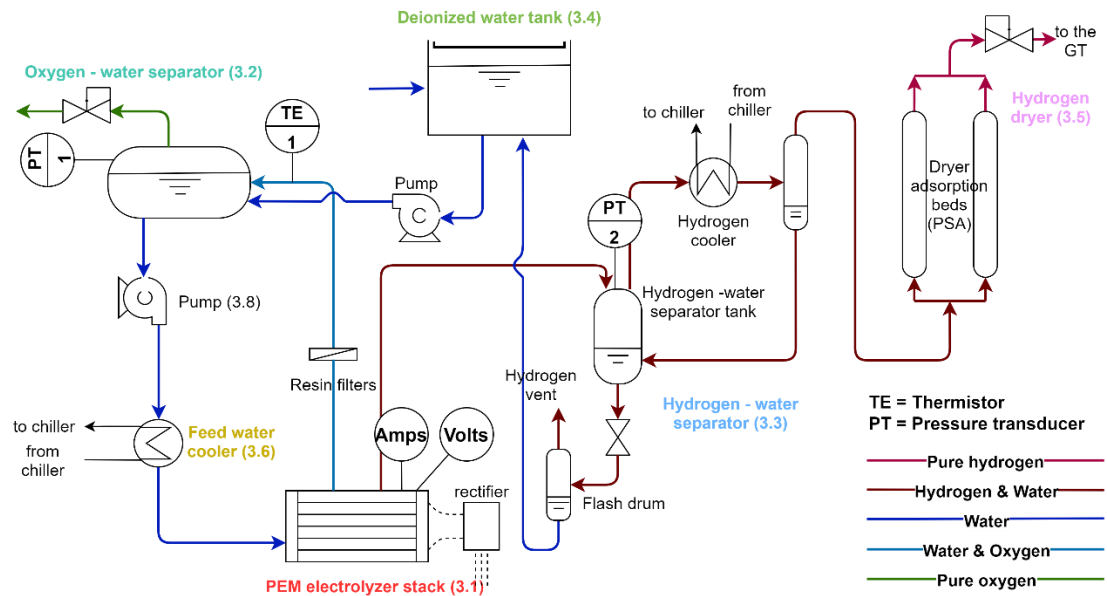 Deionized water tank (3.4)
to the
GT
Oxygen - water separator (3.2)
TE
1
PT
1
to chiller
from
chiller
Hydrogen
dryer (3.5)
Pump
Hydrogen
cooler
PT
2
Dryer
adsorption
beds
(PSA)
Pump (3.8)
Hydrogen -water
separator tank
Resin filters
Hydrogen
vent
Hydrogen - water
separator (3.3)
TE = Thermistor
PT = Pressure transducer
to chiller
from
chiller
Feed water
cooler (3.6)
Amps
Volts
rectifier
Flash drum
PEM electrolyzer stack (3.1)
Pure hydrogen
Hydrogen & Water
Water
Water & Oxygen
Pure oxygen